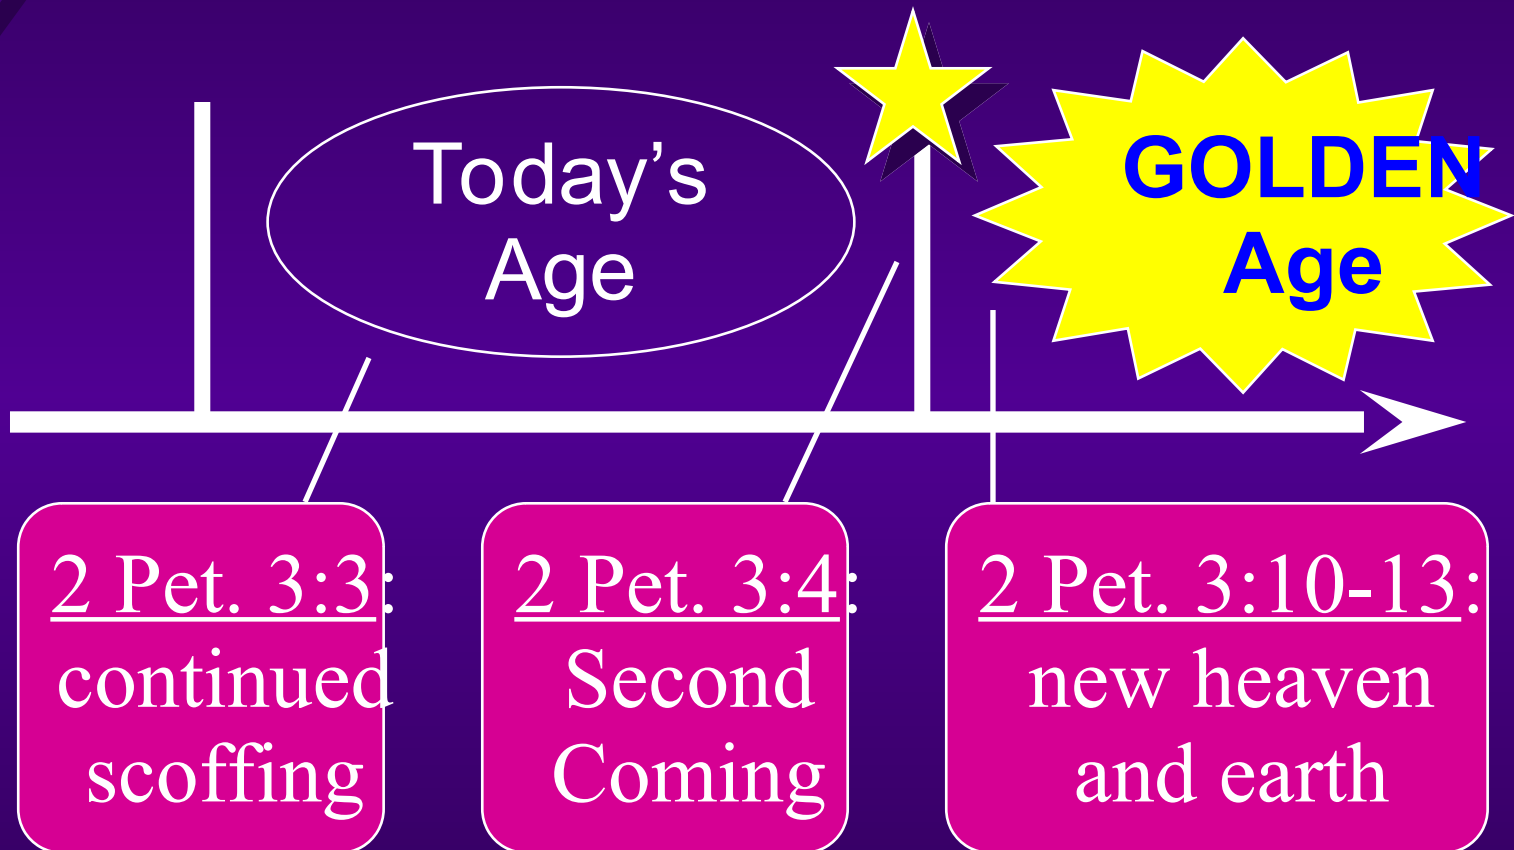 Today’s
Age
GOLDEN
Age
2 Pet. 3:3:
continued
scoffing
2 Pet. 3:4:
Second
Coming
2 Pet. 3:10-13:
new heaven
and earth